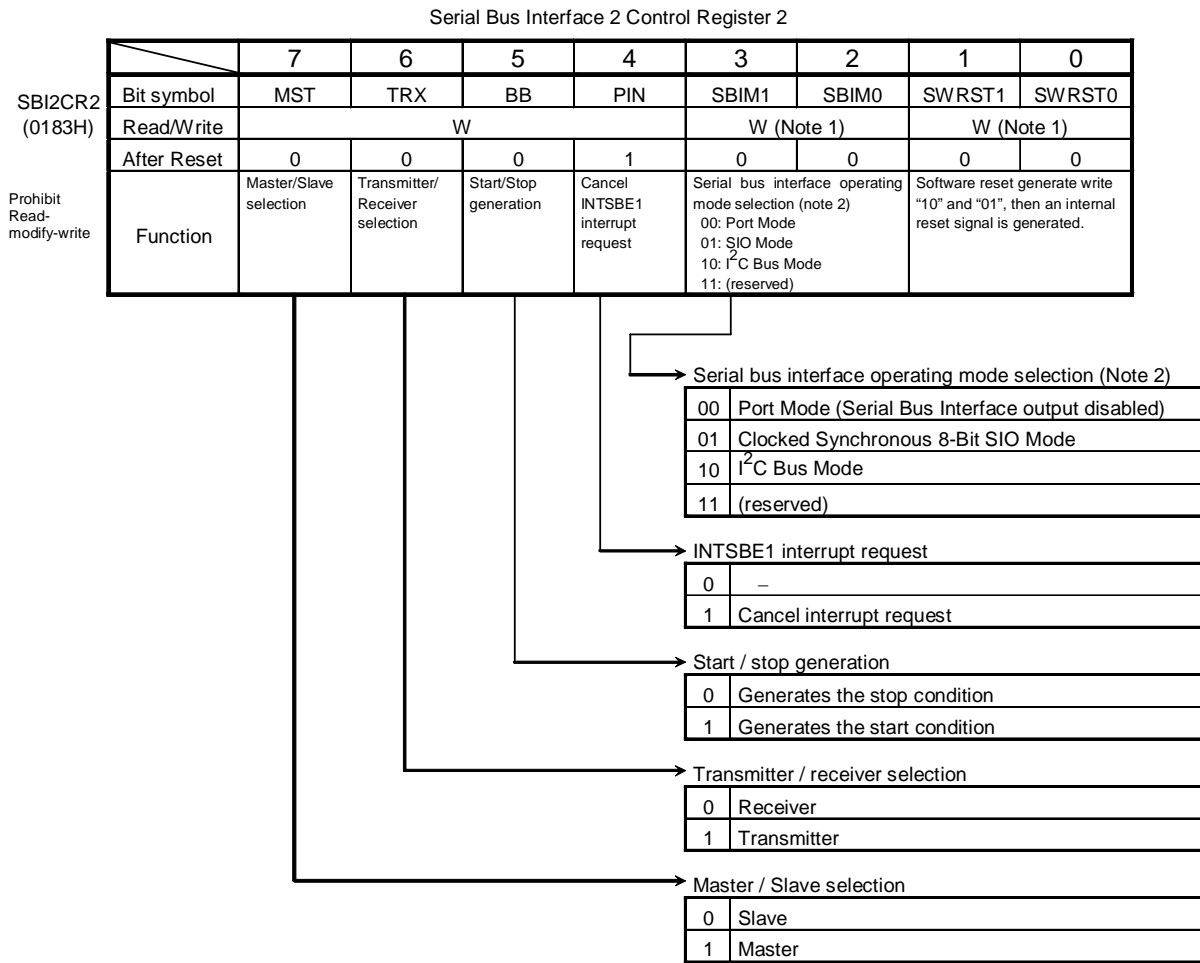 Serial Bus Interface 2 Control Register 2
7 6 5 4 3 2 1 0
SBI2CR2
(0183H)
Bit symbol MST TRX BB PIN SBIM1 SBIM0 SWRST1 SWRST0
Read/Write W W (Note 1) W (Note 1)
After Reset 0 0 0 1 0 0 0 0
Prohibit
Read-
modify-write
Function
Master/Slave
selection
Transmitter/
Receiver
selection
Start/Stop
generation
Cancel
INTSBE1
interrupt
request
Serial bus interface operating
mode selection (note 2)
00: Port Mode
01: SIO Mode
10: I2C Bus Mode
11: (reserved)
Software reset generate write
“10” and “01”, then an internal
reset signal is generated.
Serial bus interface operating mode selection (Note 2)
00 Port Mode (Serial Bus Interface output disabled)
01 Clocked Synchronous 8-Bit SIO Mode
10 I2C Bus Mode
11 (reserved)
INTSBE1 interrupt request
0 –
1 Cancel interrupt request
Start / stop generation
0 Generates the stop condition
1 Generates the start condition
Transmitter / receiver selection
0 Receiver
1 Transmitter
Master / Slave selection
0 Slave
1 Master